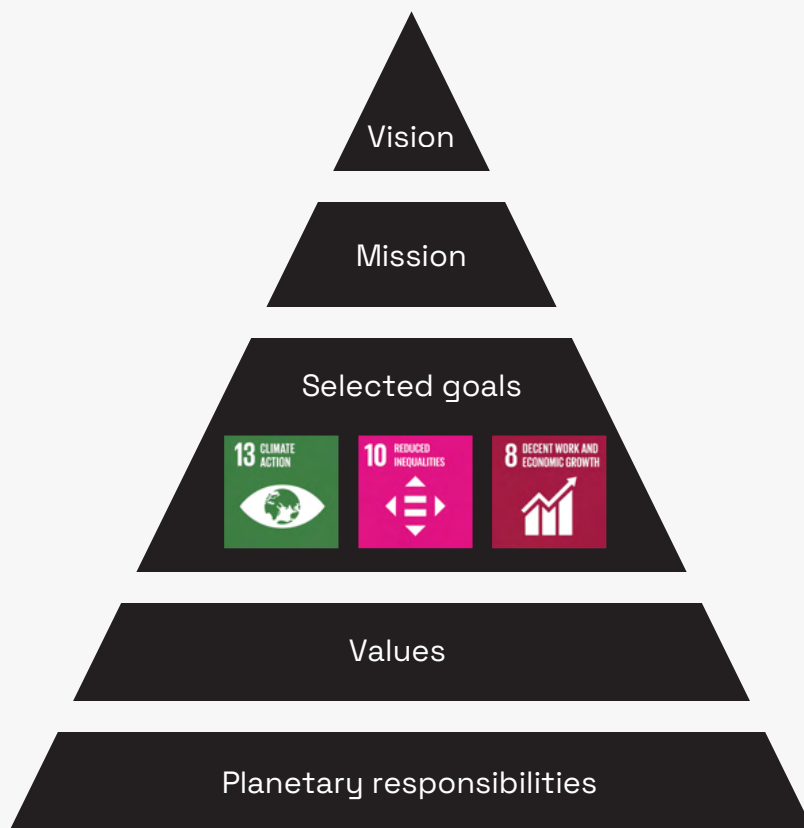 Vision
Mission
Selected goals
13 CLIMATE
ACTION
10 REDUCED
INEQUALITIES
8 DECENT WORK AND
ECONOMIC GROWTH
Values
Planetary responsibilities